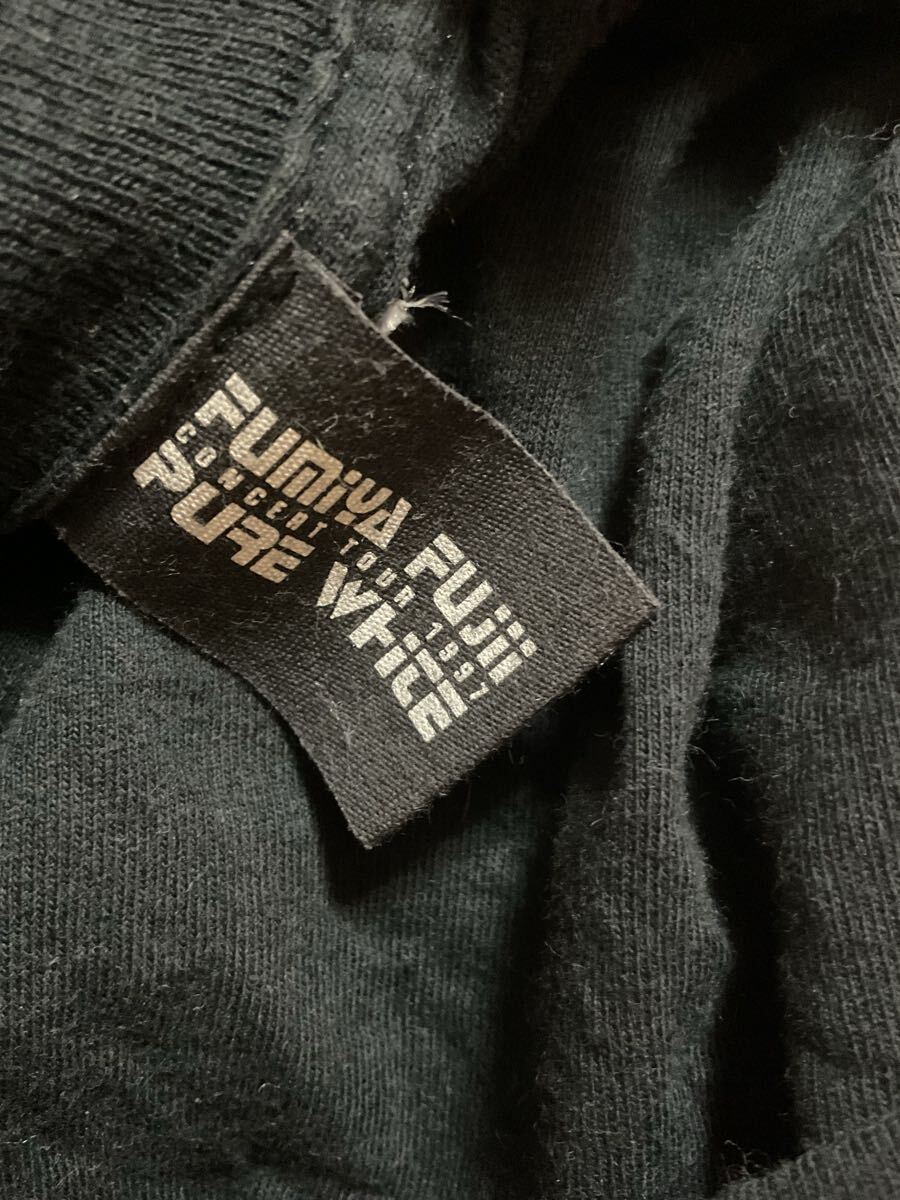 FUMiYA FUJii
CONCERT TOUR 1997
PURE WHITE